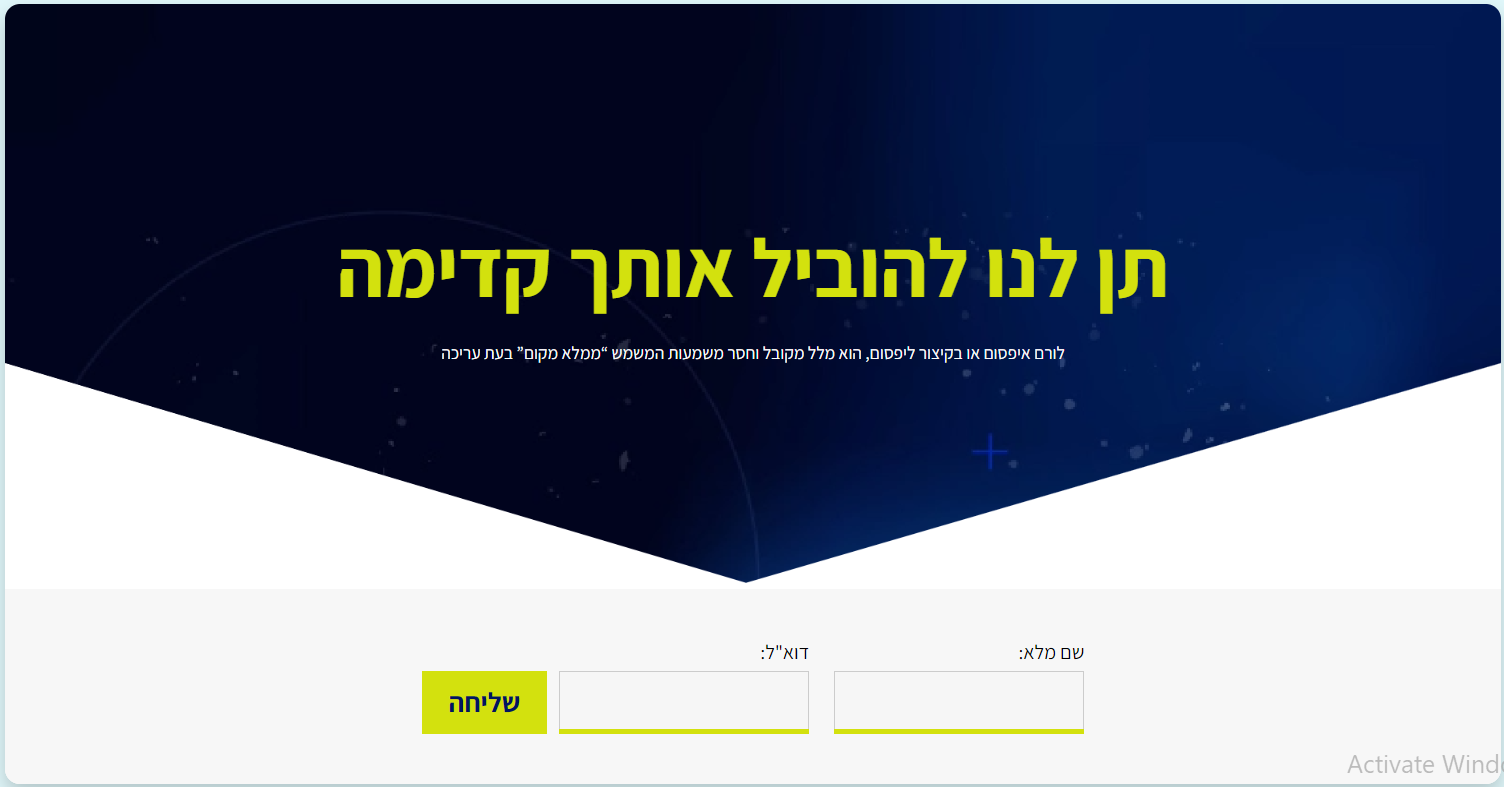 תן לנו להוביל אותך קדימה
לורם איפסום או בקיצור ליפסום, הוא מלל מקובל וחסר משמעות המשמש “ממלא מקום” בעת עריכה
שם מלא:
דוא"ל:
שליחה
Activate Windo